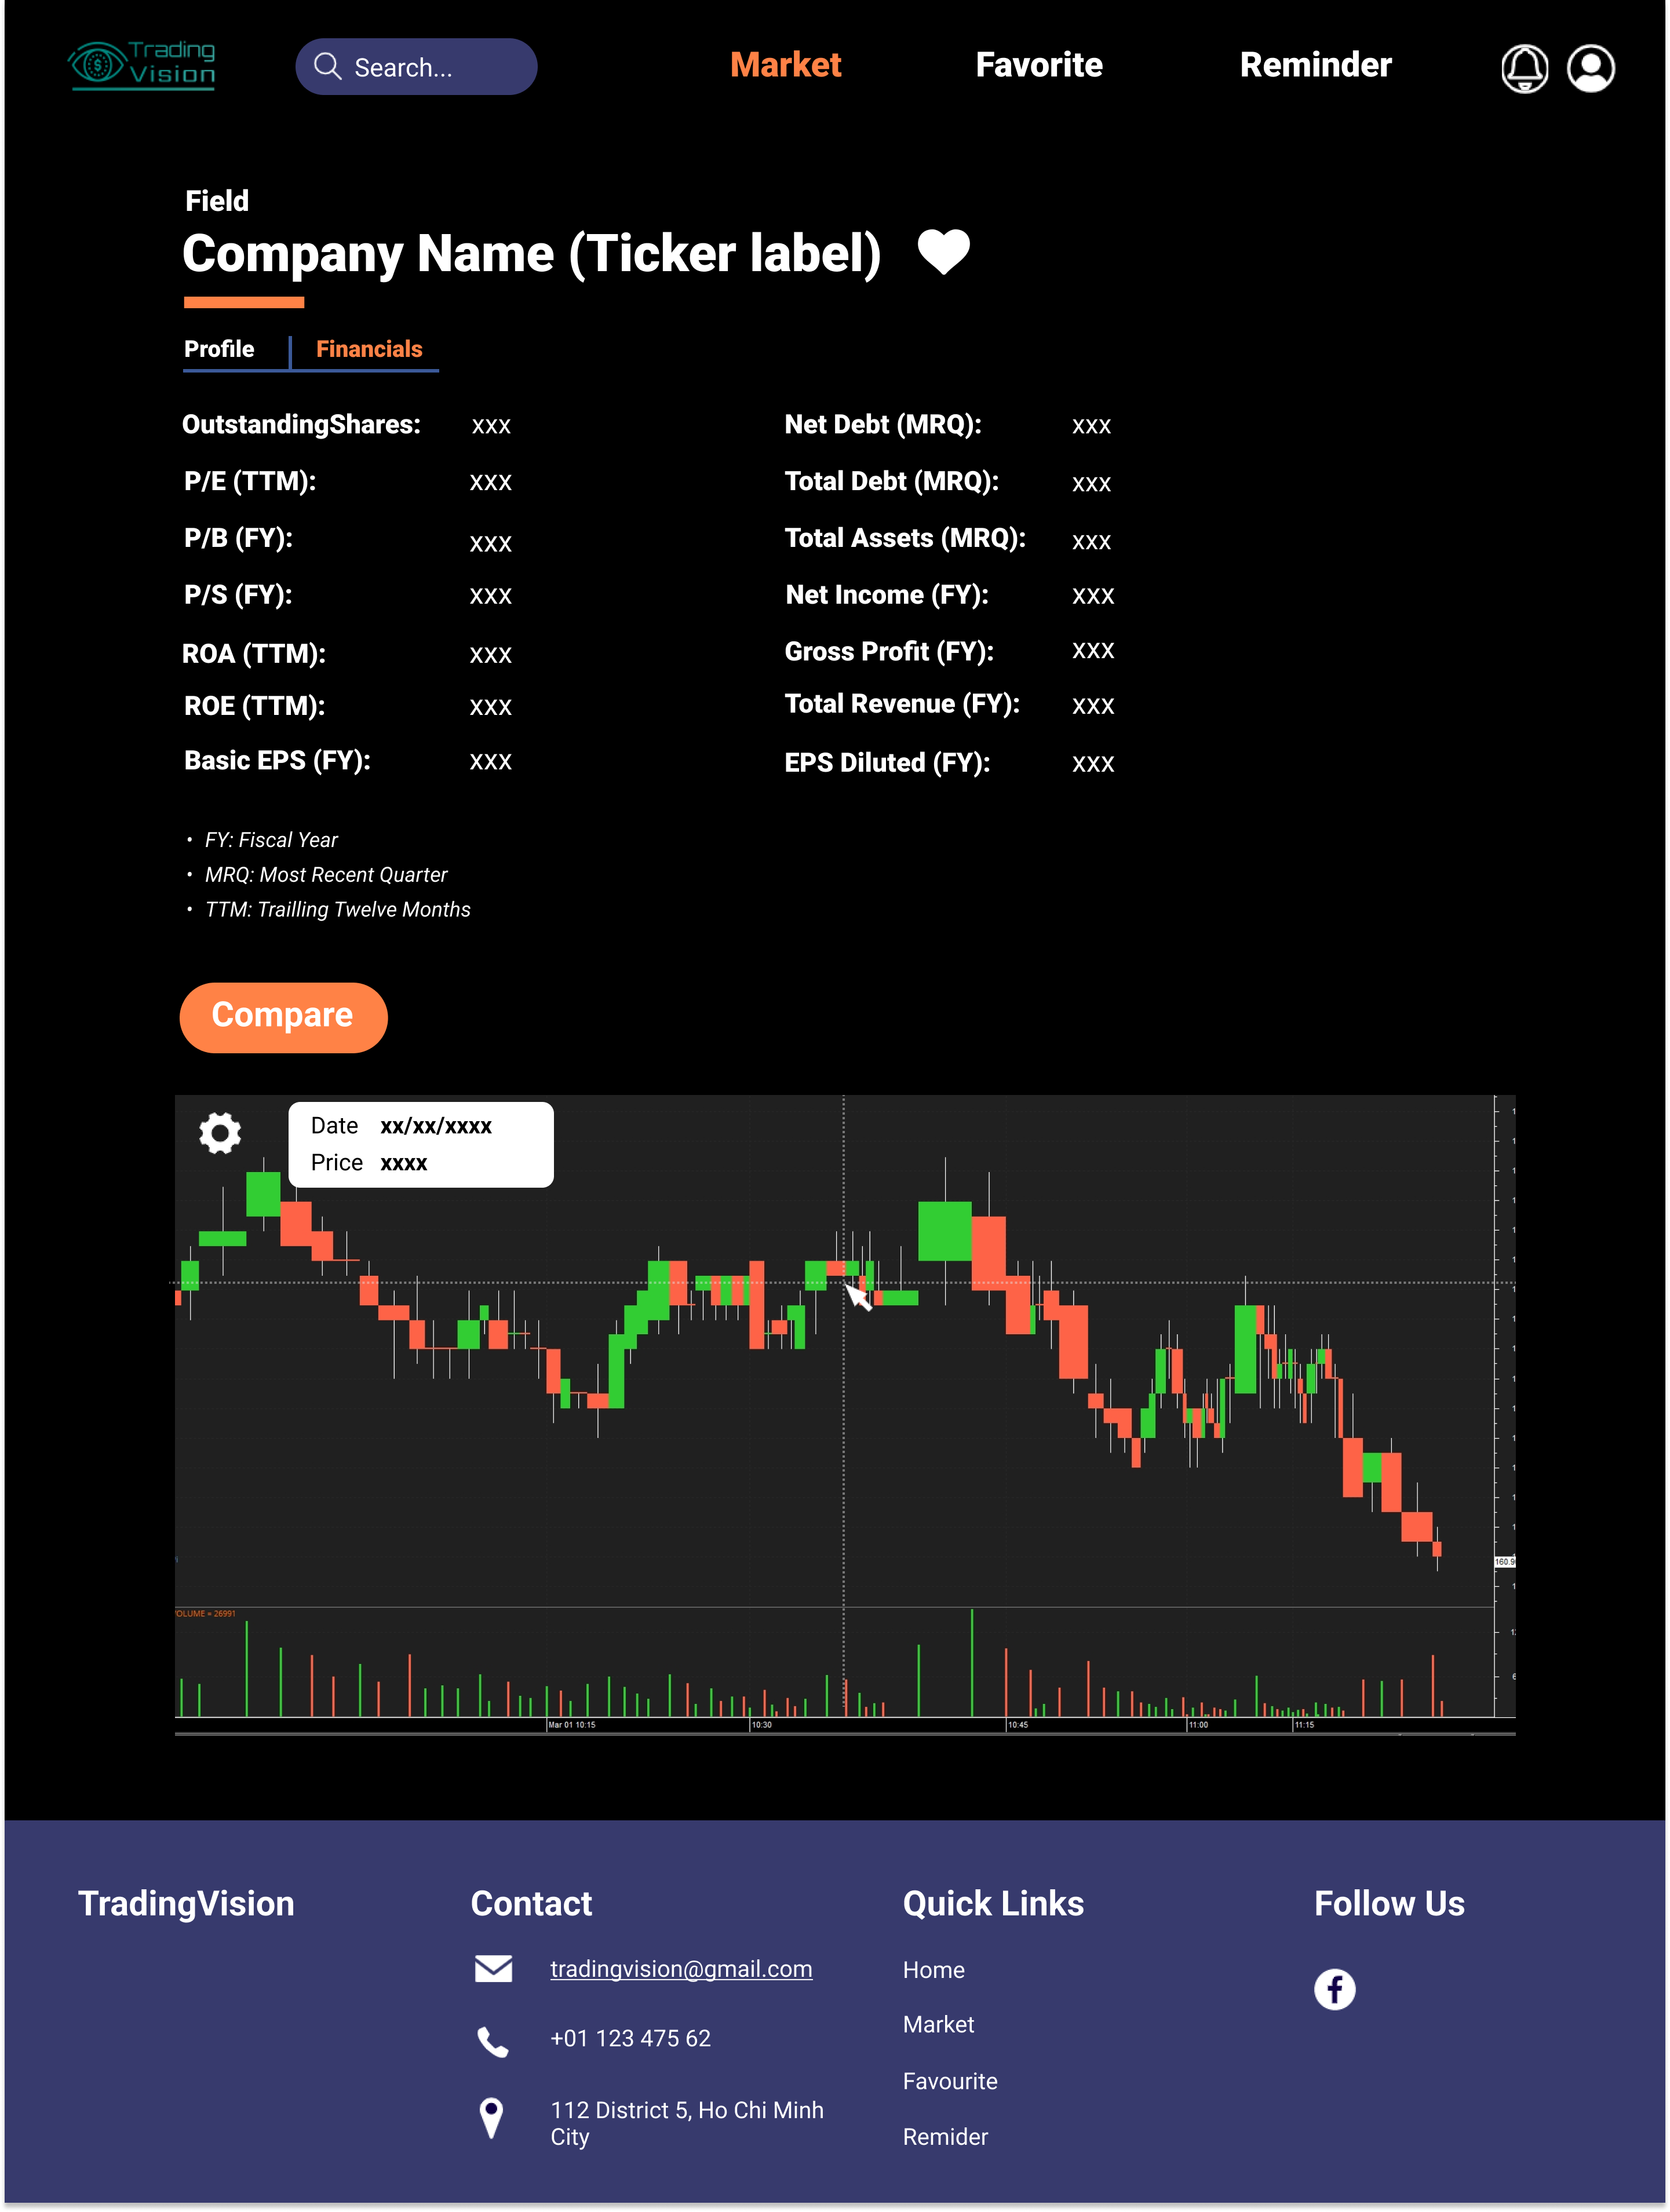 Trading
Vision
Search...
Market
Favorite
Reminder
Field
Company Name (Ticker label)
Profile
Financials
OutstandingShares: xxx
P/E (TTM): xxx
P/B (FY): xxx
P/S (FY): xxx
ROA (TTM): xxx
ROE (TTM): xxx
Basic EPS (FY): xxx
Net Debt (MRQ): xxx
Total Debt (MRQ): xxx
Total Assets (MRQ): xxx
Net Income (FY): xxx
Gross Profit (FY): xxx
Total Revenue (FY): xxx
EPS Diluted (FY): xxx
• FY: Fiscal Year
• MRQ: Most Recent Quarter
• TTM: Trailling Twelve Months
Compare
Date xx/xx/xxxx
Price xxxx
160.9
OLUME = 26991
Mar 01 10:15
10:30
10:45
11:00
11:15
TradingVision
Contact
tradingvision@gmail.com
+01 123 475 62
112 District 5, Ho Chi Minh
City
Quick Links
Home
Market
Favourite
Remider
Follow Us